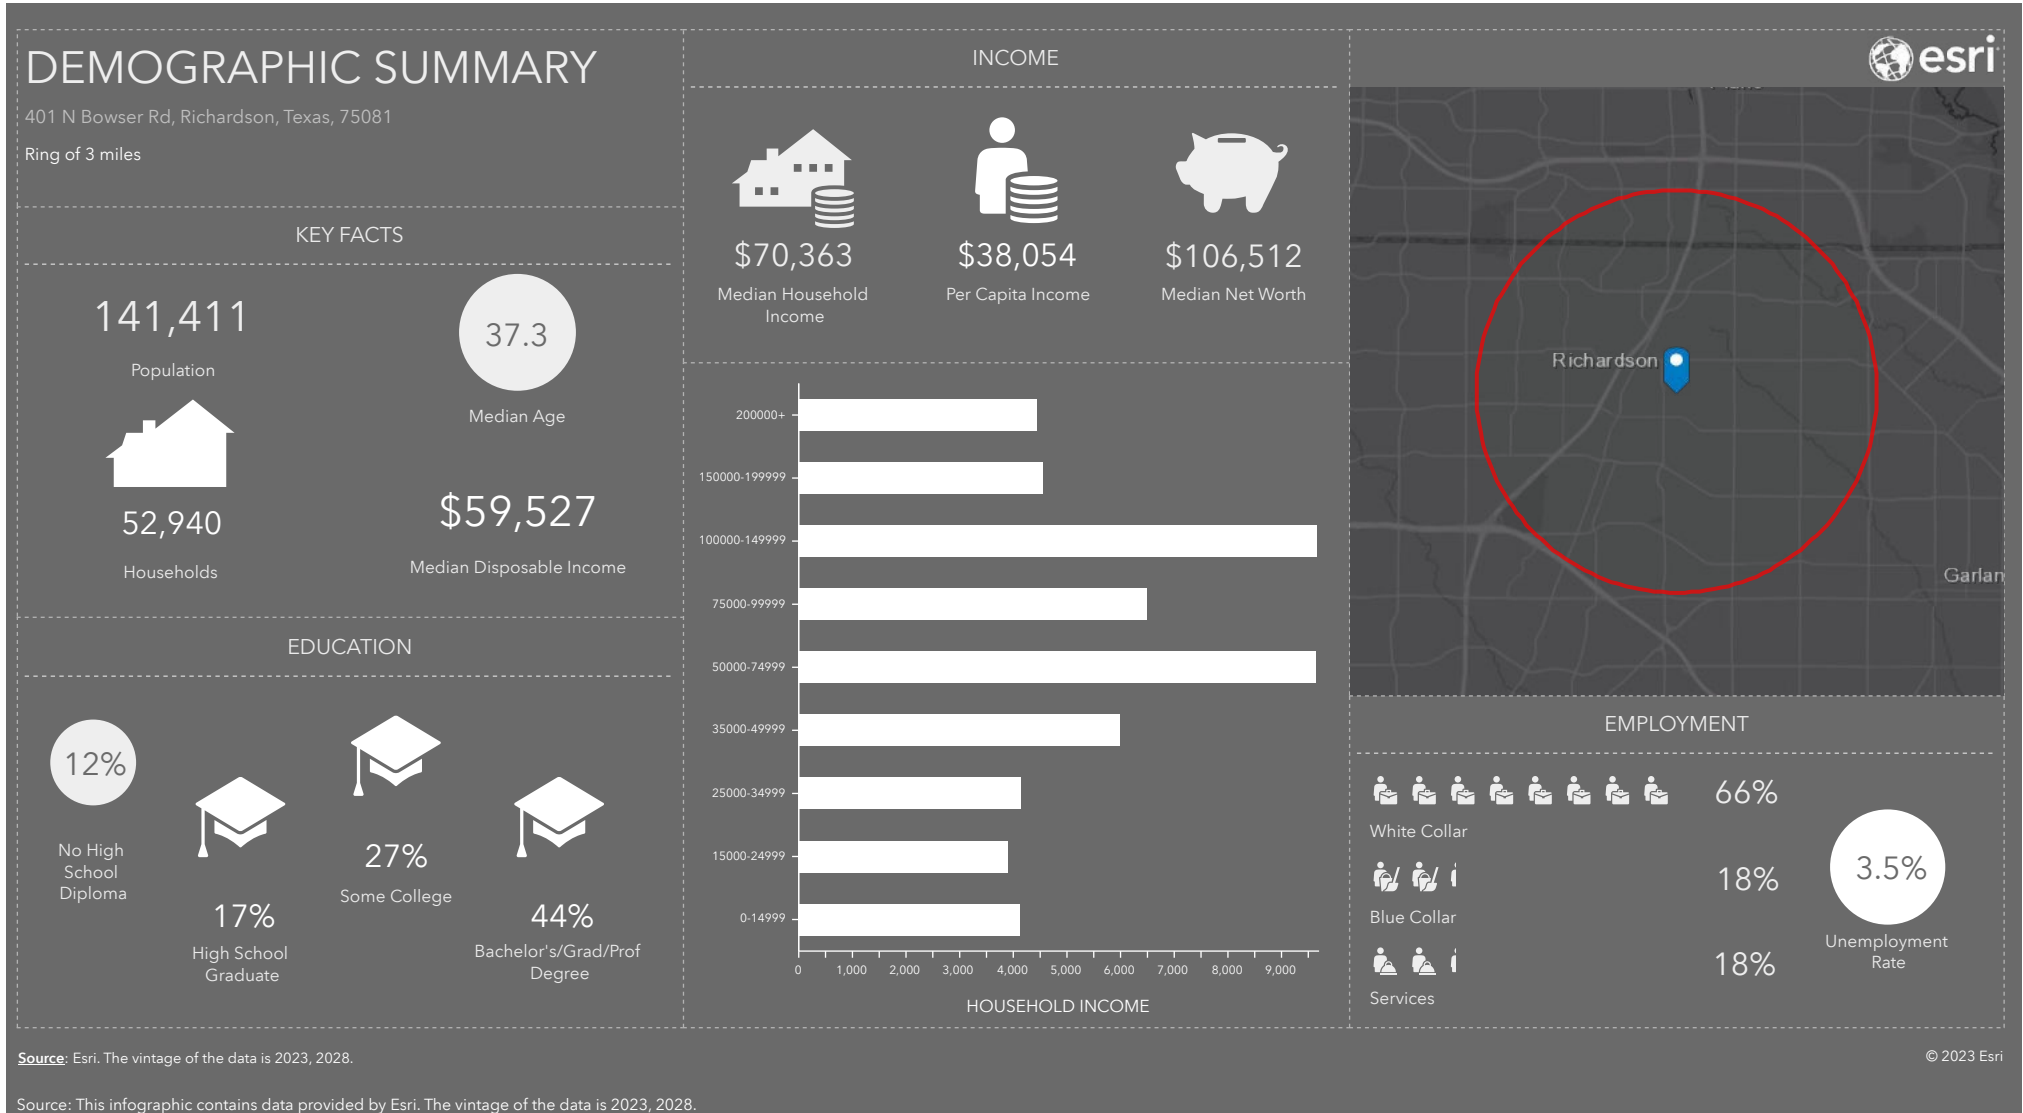 DEMOGRAPHIC SUMMARY
401 N Bowser Rd, Richardson, Texas, 75081
Ring of 3 miles
KEY FACTS
141,411
Population
37.3
Median Age
52,940
Households
$59,527
Median Disposable Income
EDUCATION
12%
No High
School
Diploma
17%
High School
Graduate
27%
Some College
44%
Bachelor's/Grad/Prof
Degree
INCOME
$70,363
Median Household
Income
$38,054
Per Capita Income
$106,512
Median Net Worth
200000+
150000-199999
100000-149999
75000-99999
50000-74999
35000-49999
25000-34999
15000-24999
0-14999
0 1,000 2,000 3,000 4,000 5,000 6,000 7,000 8,000 9,000
HOUSEHOLD INCOME
esri
Richardson
Garlan
EMPLOYMENT
66%
White Collar
18%
Blue Collar
18%
Services
3.5%
Unemployment
Rate
Source: Esri. The vintage of the data is 2023, 2028.
© 2023 Esri
Source: This infographic contains data provided by Esri. The vintage of the data is 2023, 2028.